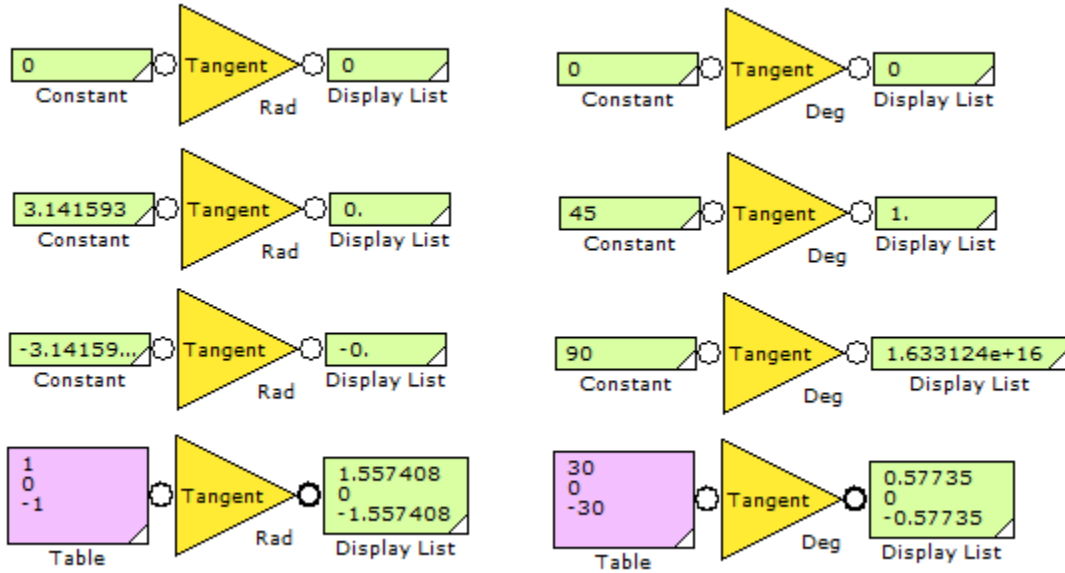 0 Tangent 0
Constant Rad Display List
0 Tangent 0
Constant Deg Display List
3.141593 Tangent 0.
Constant Rad Display List
45 Tangent 1.
Constant Deg Display List
-3.14159... Tangent -0.
Constant Rad Display List
90 Tangent 1.633124e+16
Constant Deg Display List
1
0
-1
Table
Tangent
Rad
1.557408
0
-1.557408
Display List
30
0
-30
Table
Tangent
Deg
0.57735
0
-0.57735
Display List